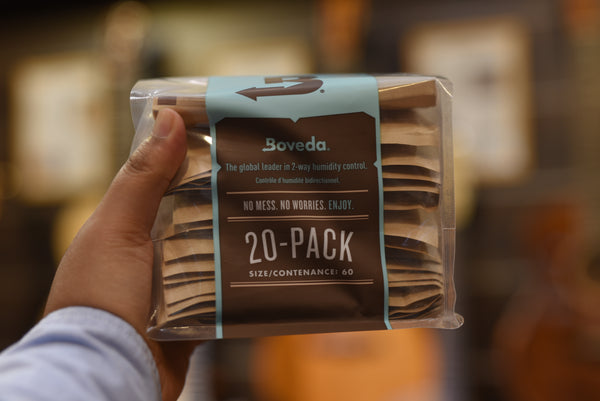 Boveda.
The global leader in 2-way humidity control.
Contrôle d'humidité bidirectionnel.
NO MESS. NO WORRIES. ENJOY.
20-PACK
SIZE/CONTENANCE: 60